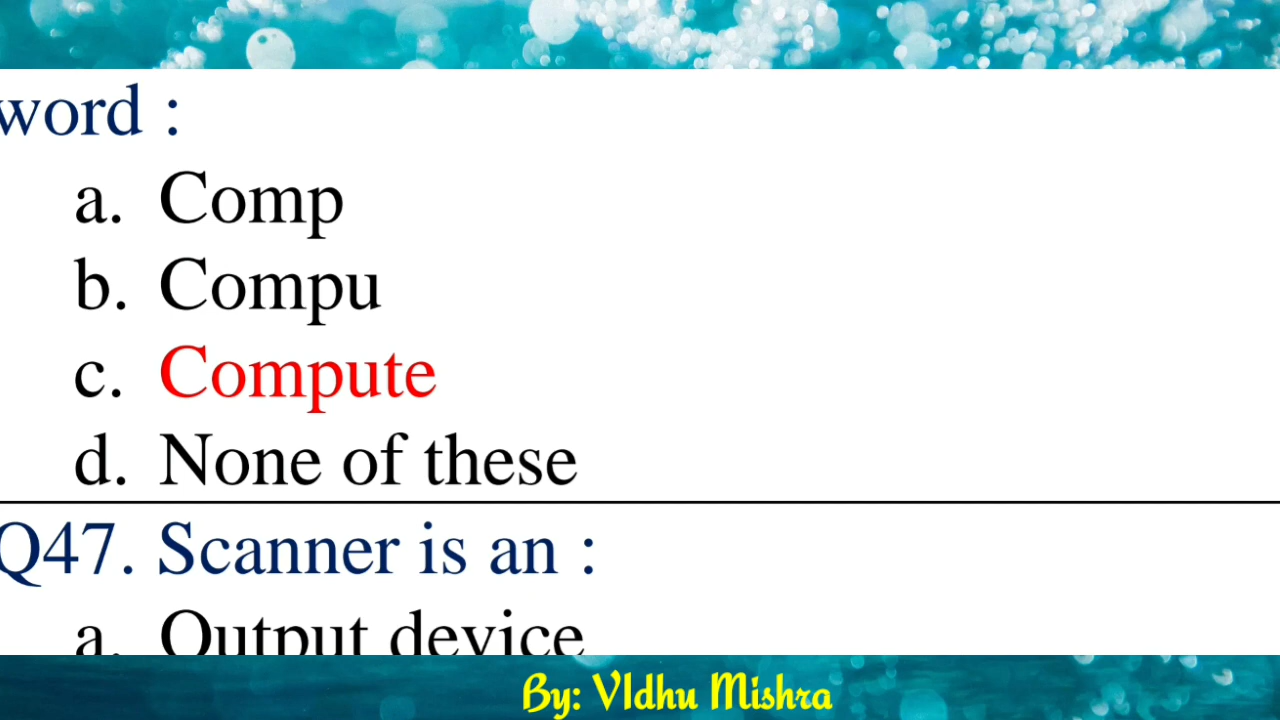 word :
a. Comp
b. Compu
c. Compute
d. None of these
Q47. Scanner is an :
a. Output device
By: VIdhu Mishra